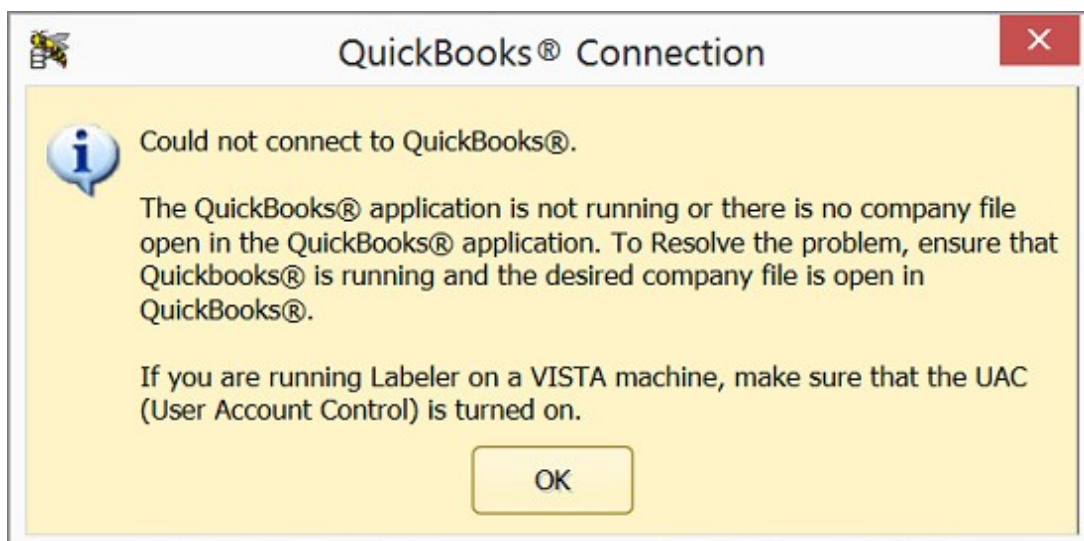 QuickBooks® Connection
Could not connect to QuickBooks®.
The QuickBooks® application is not running or there is no company file
open in the QuickBooks® application. To Resolve the problem, ensure that
Quickbooks® is running and the desired company file is open in
QuickBooks®.
If you are running Labeler on a VISTA machine, make sure that the UAC
(User Account Control) is turned on.
OK